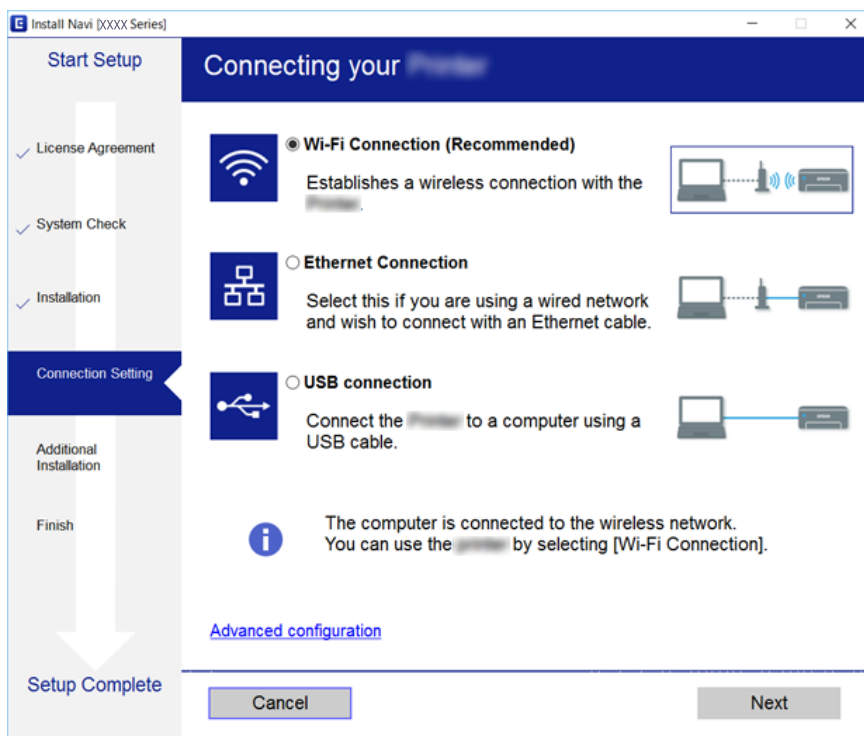 Install Navi [XXXX Series]
Start Setup
License Agreement
System Check
Installation
Connection Setting
Additional
Installation
Finish
Setup Complete
Connecting your
Wi-Fi Connection (Recommended)
Establishes a wireless connection with the
.
Ethernet Connection
Select this if you are using a wired network
and wish to connect with an Ethernet cable.
USB connection
Connect the to a computer using a
USB cable.
The computer is connected to the wireless network.
You can use the by selecting [Wi-Fi Connection].
Advanced configuration
Cancel
Next